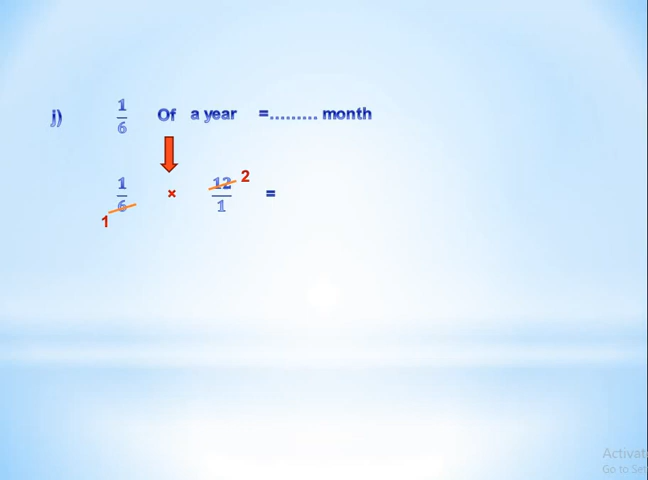 j) 1/6 Of a year =......... month
1/6 × 12/1 =
2
1
Activat
Go to Se